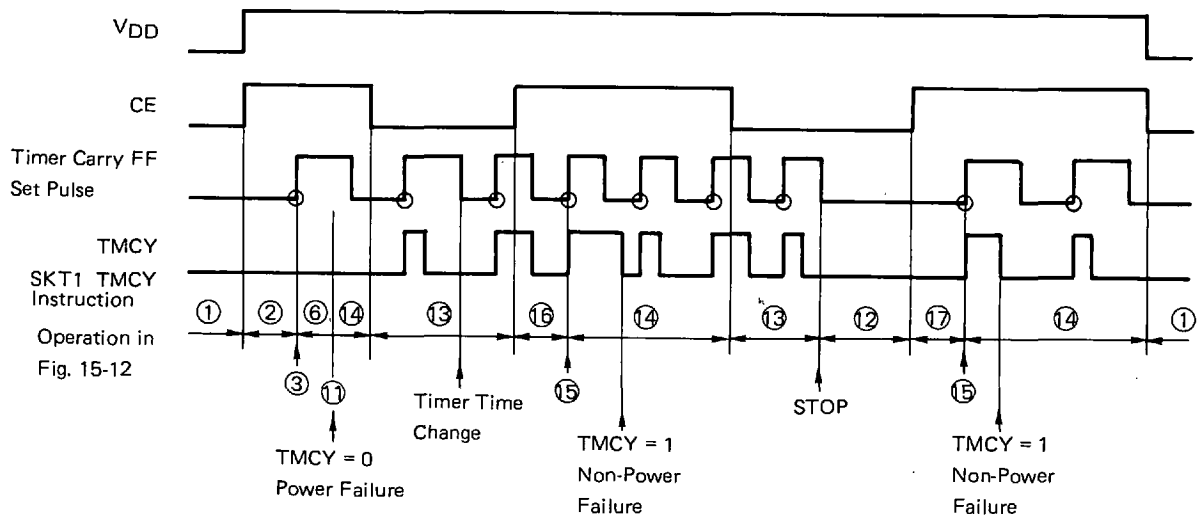 VDD
CE
Timer Carry FF
Set Pulse
TMCY
SKT1 TMCY
Instruction
① ② ⑥ ⑭ ⑬ ⑯ ⑭ ⑬ ⑫ ⑰ ⑭ ①
Operation in
Fig. 15-12
③ ⑪ ⑮ ⑮
Timer Time
Change
STOP
TMCY = 0
Power Failure
TMCY = 1
Non-Power
Failure
TMCY = 1
Non-Power
Failure